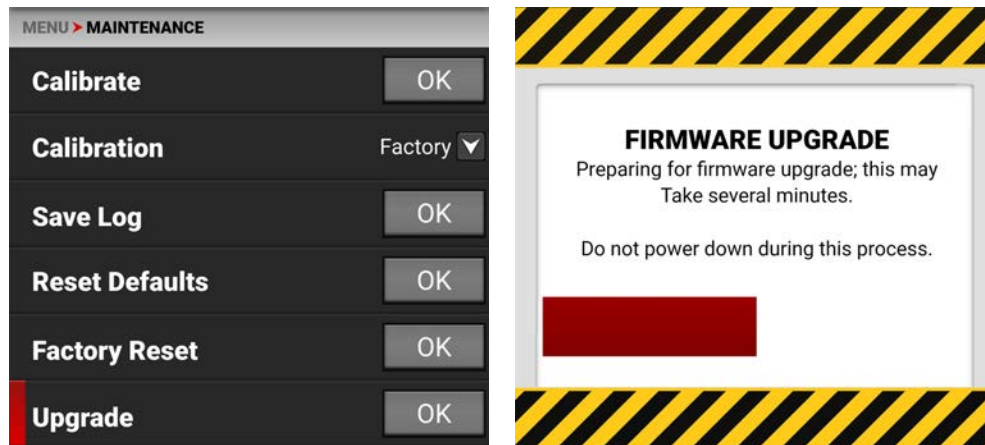 MENU > MAINTENANCE
Calibrate OK
Calibration Factory
Save Log OK
Reset Defaults OK
Factory Reset OK
Upgrade OK
FIRMWARE UPGRADE
Preparing for firmware upgrade; this may
Take several minutes.
Do not power down during this process.